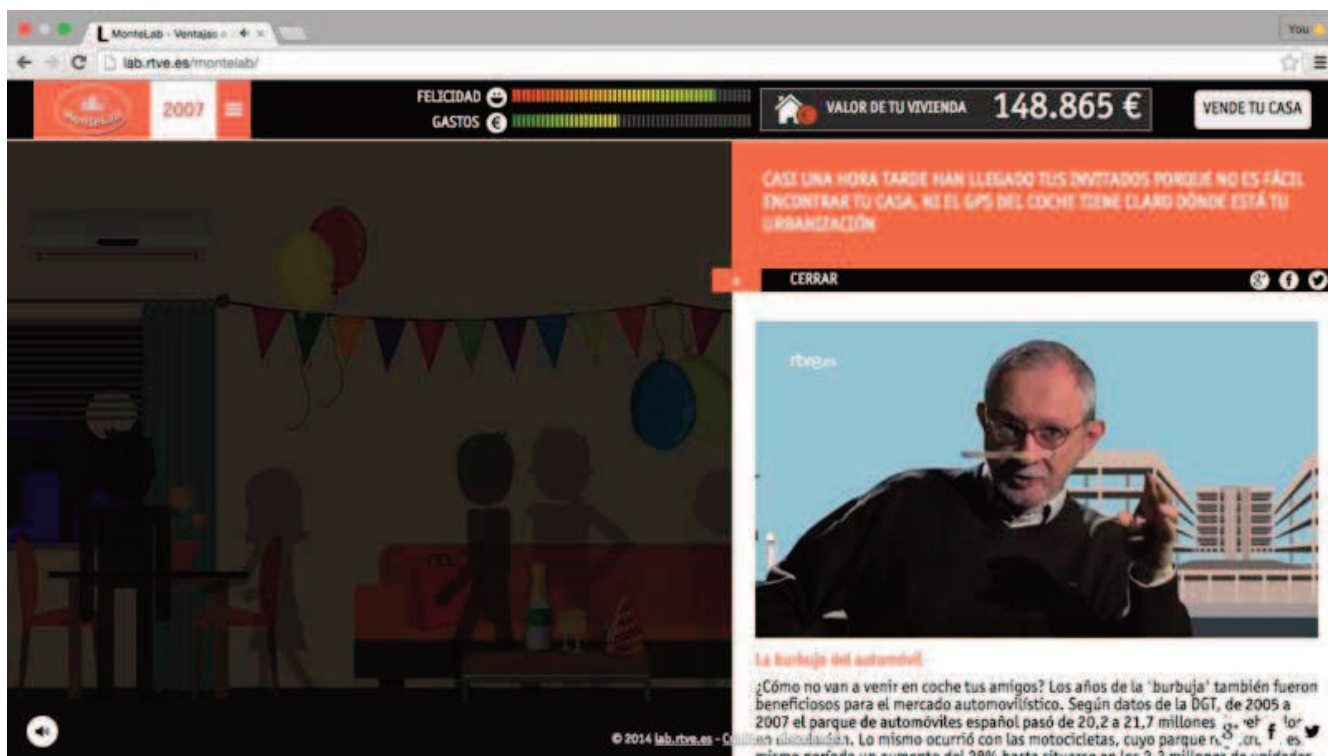 MonteLab - Ventajas
You
lab.rtve.es/montelab/
MonteLab
2007
FELICIDAD
GASTOS
VALOR DE TU VIVIENDA
148.865 €
VENDE TU CASA
CASI UNA HORA TARDE HAN LLEGADO TUS INVITADOS PORQUE NO ES FÁCIL
ENCONTRAR TU CASA. NI EL GPS DEL COCHE TIENE CLARO DÓNDE ESTÁ TU
URBANIZACIÓN
CERRAR
rtve.es
La burbuja del automóvil
¿Cómo no van a venir en coche tus amigos? Los años de la 'burbuja' también fueron
beneficiosos para el mercado automovilístico. Según datos de la DGT, de 2005 a
2007 el parque de automóviles español pasó de 20,2 a 21,7 millones
en circulación. Lo mismo ocurrió con las motocicletas, cuyo parque
© 2014 lab.rtve.es -